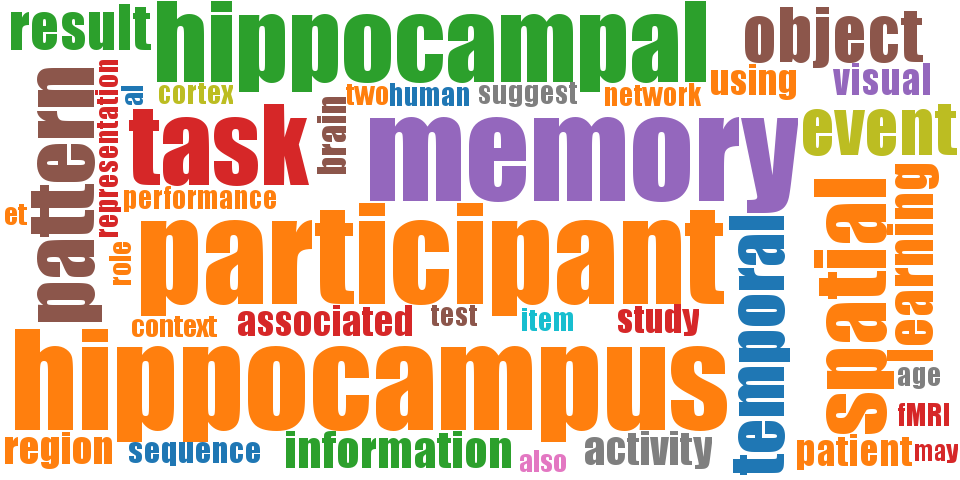 result
hippocampal
object
using
visual
cortex
al
two
human
suggest
network
pattern
representation
task
brain
memory
event
performance
et
role
participant
temporal
spatial
learning
context
associated
test
item
study
hippocampus
age
fMRI
region
sequence
information
also
activity
patient
may